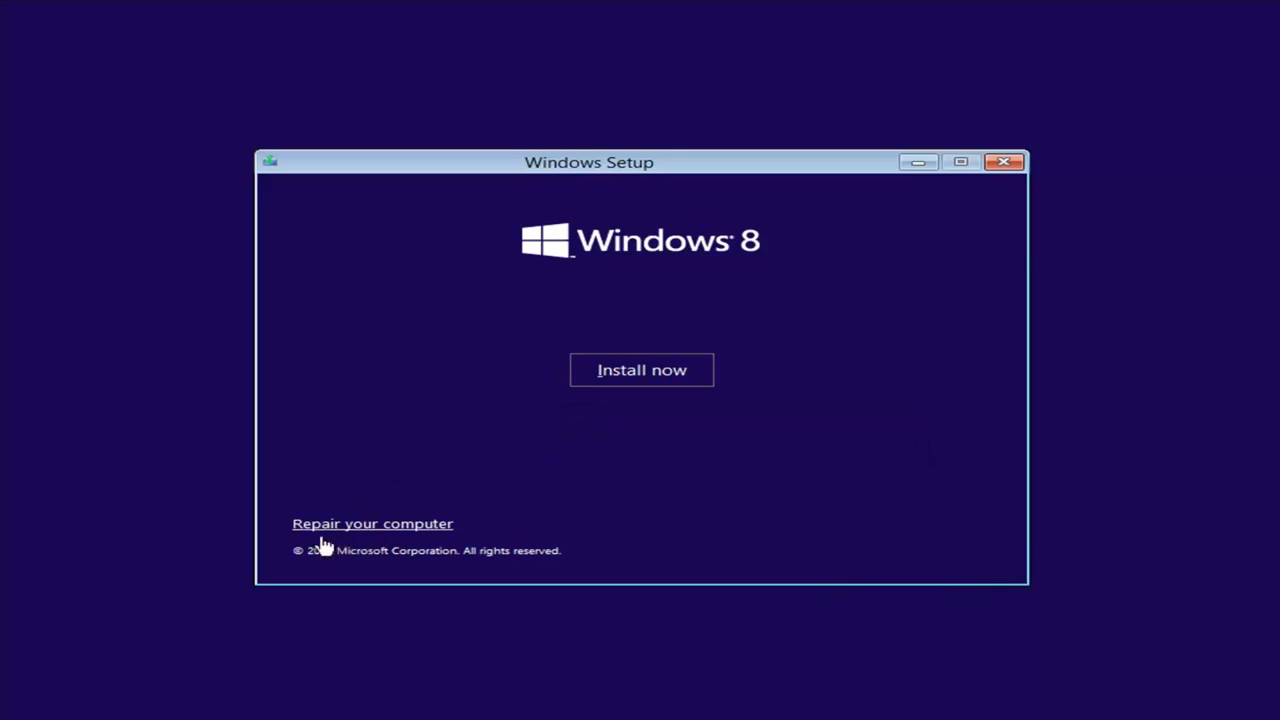 Windows Setup
Windows 8
Install now
Repair your computer
© Microsoft Corporation. All rights reserved.